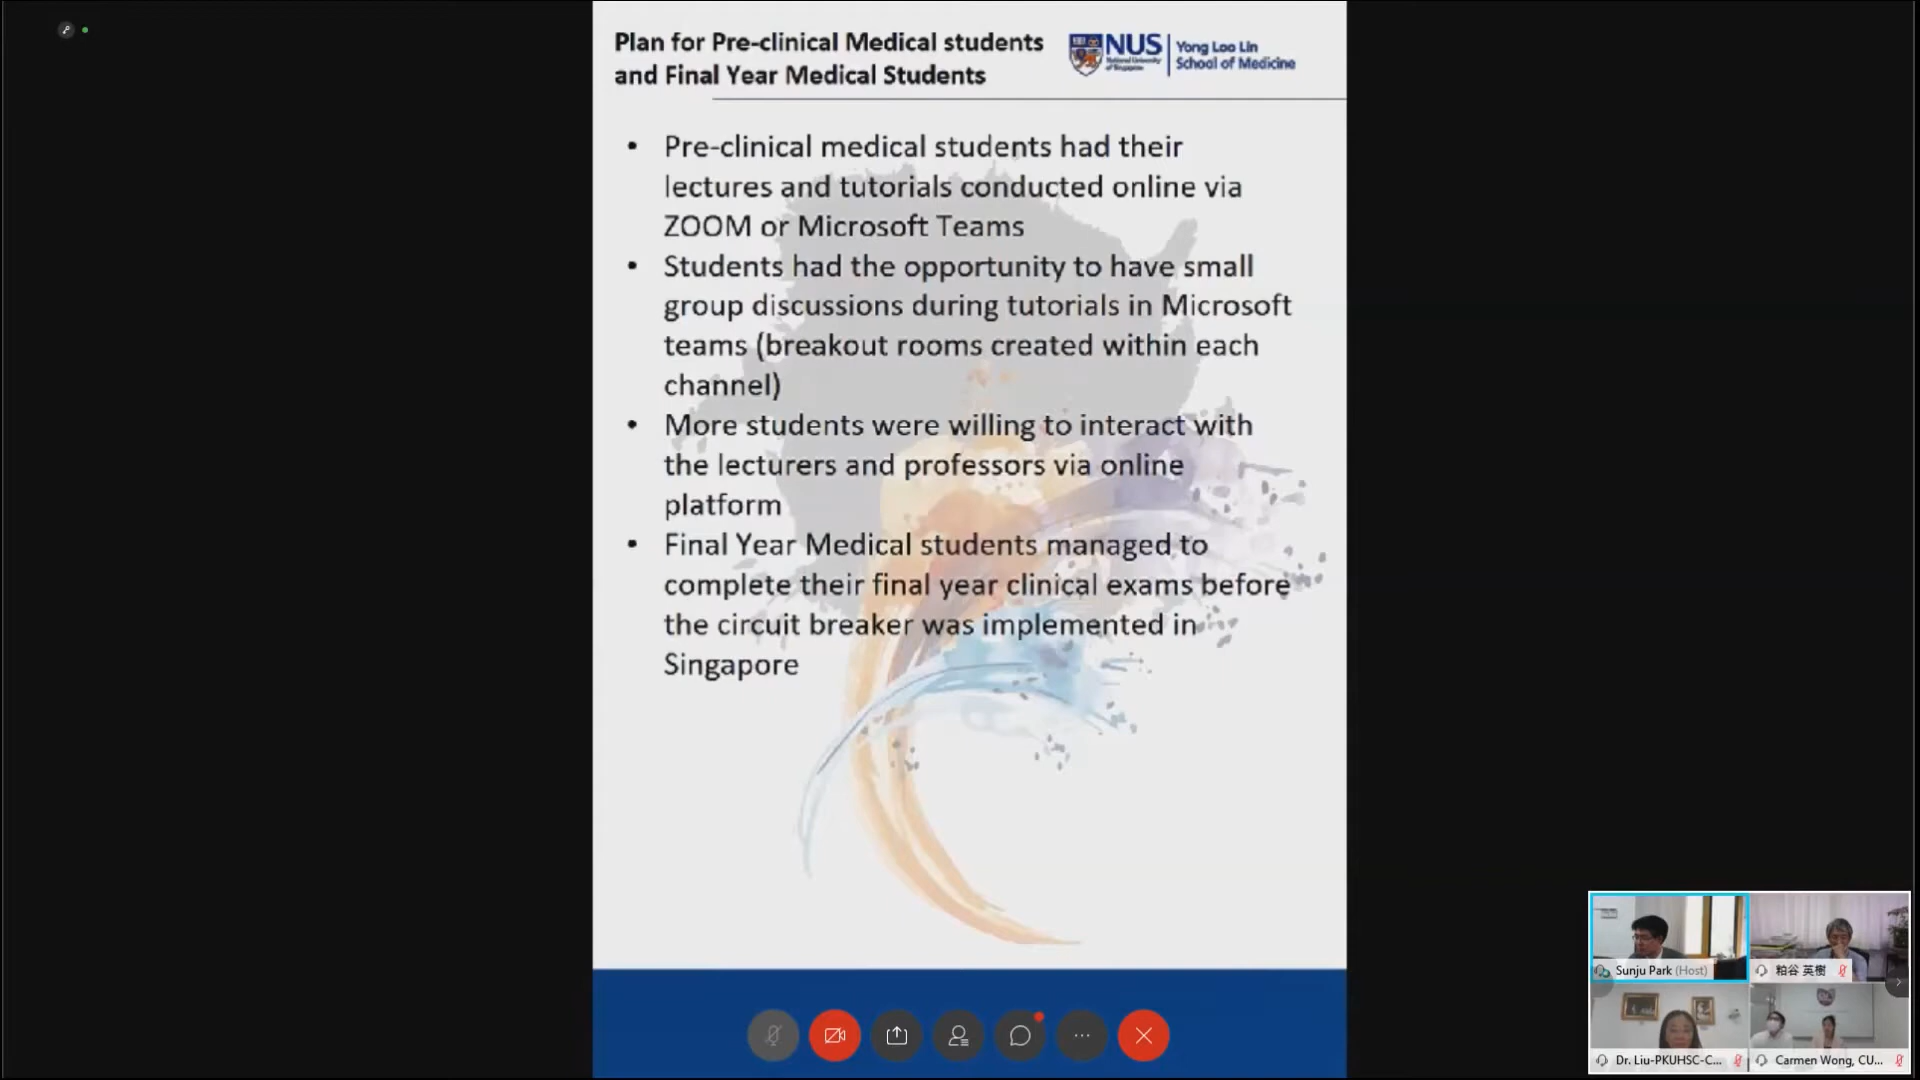 Plan for Pre-clinical Medical students
and Final Year Medical Students
NUS
National University
of Singapore
Yong Loo Lin
School of Medicine
• Pre-clinical medical students had their
lectures and tutorials conducted online via
ZOOM or Microsoft Teams
• Students had the opportunity to have small
group discussions during tutorials in Microsoft
teams (breakout rooms created within each
channel)
• More students were willing to interact with
the lecturers and professors via online
platform
• Final Year Medical students managed to
complete their final year clinical exams before
the circuit breaker was implemented in
Singapore
Sunju Park (Host)
粕谷 英樹
Dr. Liu-PKUHSC-C...
Carmen Wong, CU...